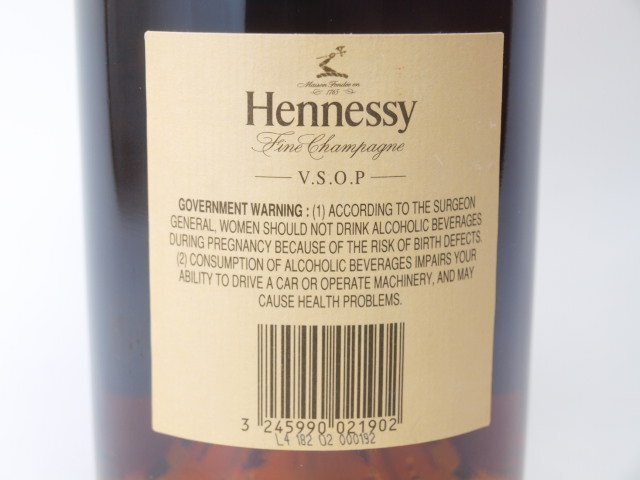 Maison Fondée en
1765
Hennessy
Fine Champagne
V.S.O.P
GOVERNMENT WARNING : (1) ACCORDING TO THE SURGEON
GENERAL, WOMEN SHOULD NOT DRINK ALCOHOLIC BEVERAGES
DURING PREGNANCY BECAUSE OF THE RISK OF BIRTH DEFECTS.
(2) CONSUMPTION OF ALCOHOLIC BEVERAGES IMPAIRS YOUR
ABILITY TO DRIVE A CAR OR OPERATE MACHINERY, AND MAY
CAUSE HEALTH PROBLEMS.
3 245990 021902
L4 182 02 000192